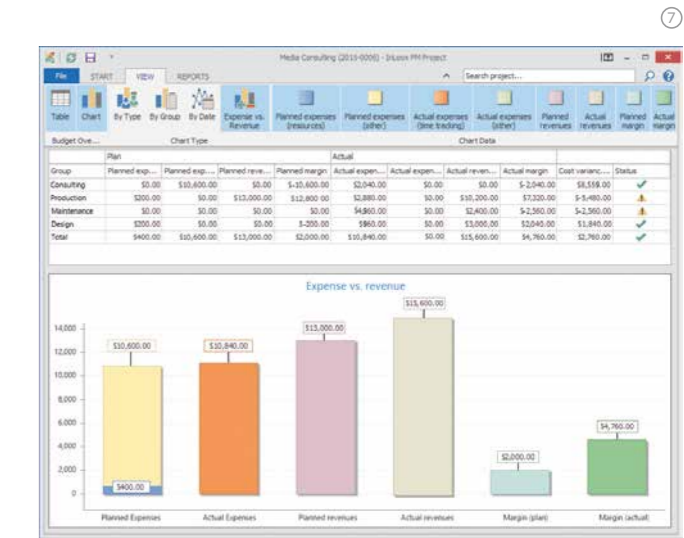 7
Media Consulting (2015-0006) - InLoox PM Project
File START VIEW REPORTS Search project...
Table Chart By Type By Group By Date Expense vs. Revenue Planned expenses (resources) Planned expenses (other) Actual expenses (time tracking) Actual expenses (other) Planned revenues Actual revenues Planned margin Actual margin
Budget Ove... Chart Type Chart Data
Plan Actual
Group Planned exp... Planned exp... Planned reve... Planned margin Actual expen... Actual expen... Actual reven... Actual margin Cost varianc... Status
Consulting $0.00 $10,600.00 $0.00 $-10,600.00 $2,040.00 $0.00 $0.00 $-2,040.00 $8,559.00
Production $200.00 $0.00 $13,000.00 $12,800.00 $2,880.00 $0.00 $10,200.00 $7,320.00 $-5,480.00
Maintenance $0.00 $0.00 $0.00 $0.00 $4,960.00 $0.00 $2,400.00 $-2,560.00 $-2,560.00
Design $200.00 $0.00 $0.00 $-200.00 $960.00 $0.00 $3,000.00 $2,040.00 $1,840.00
Total $400.00 $10,600.00 $13,000.00 $2,000.00 $10,840.00 $0.00 $15,600.00 $4,760.00 $2,760.00
Expense vs. revenue
$15,600.00
14,000
$13,000.00
$10,600.00 $10,840.00
12,000
10,000
8,000
6,000
$4,760.00
4,000
$2,000.00
2,000
$400.00
0
Planned Expenses Actual Expenses Planned revenues Actual revenues Margin (plan) Margin (actual)